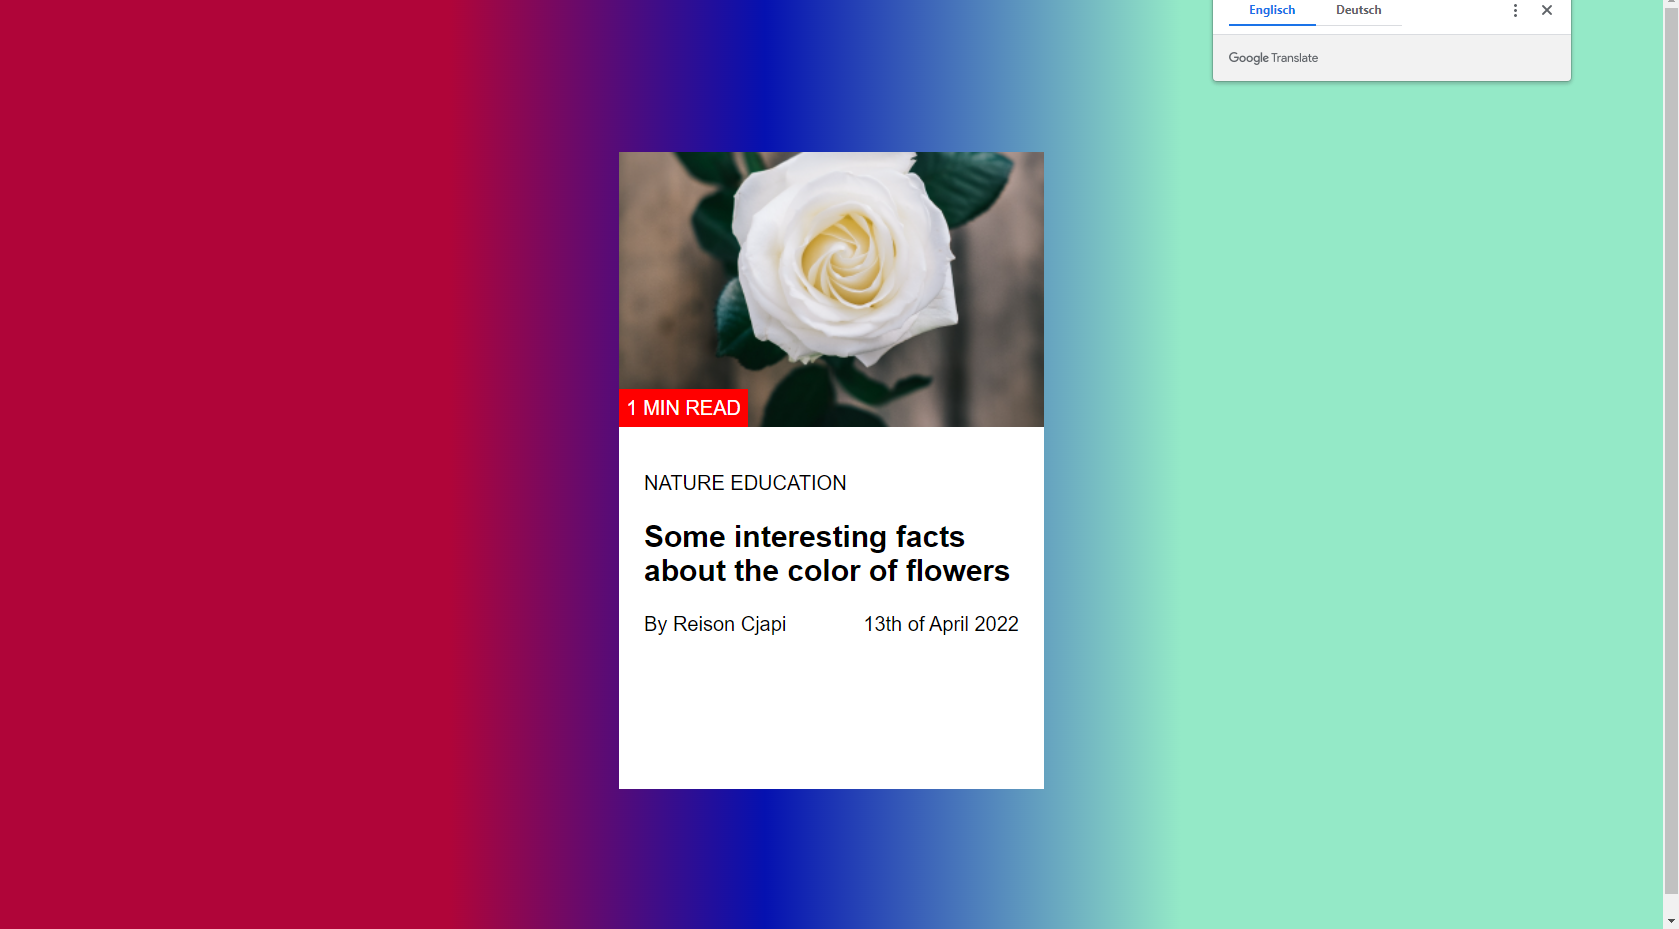 Englisch Deutsch
Google Translate
1 MIN READ
NATURE EDUCATION
Some interesting facts
about the color of flowers
By Reison Cjapi 13th of April 2022